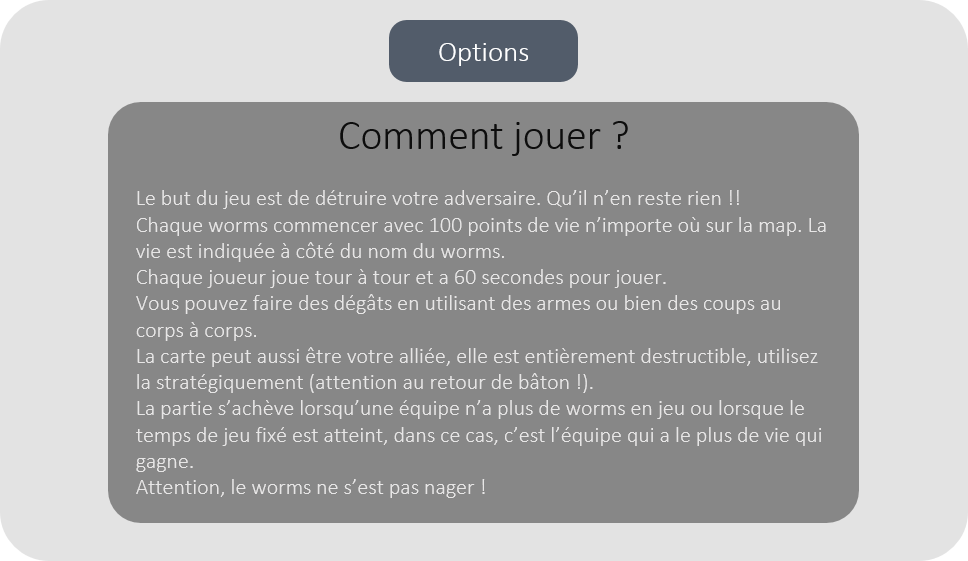 Options
Comment jouer ?
Le but du jeu est de détruire votre adversaire. Qu’il n’en reste rien !!
Chaque worms commencer avec 100 points de vie n’importe où sur la map. La
vie est indiquée à côté du nom du worms.
Chaque joueur joue tour à tour et a 60 secondes pour jouer.
Vous pouvez faire des dégâts en utilisant des armes ou bien des coups au
corps à corps.
La carte peut aussi être votre alliée, elle est entièrement destructible, utilisez
la stratégiquement (attention au retour de bâton !).
La partie s’achève lorsqu’une équipe n’a plus de worms en jeu ou lorsque le
temps de jeu fixé est atteint, dans ce cas, c’est l’équipe qui a le plus de vie qui
gagne.
Attention, le worms ne s’est pas nager !